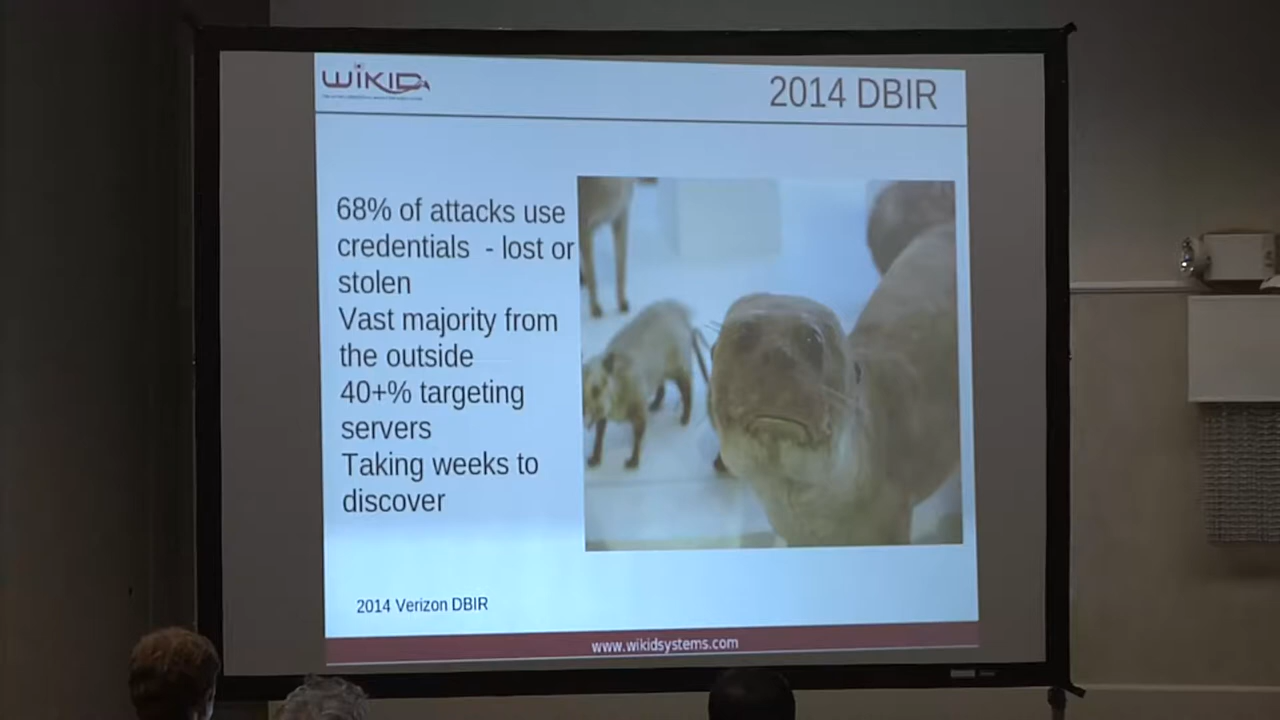 WiKID
2014 DBIR
68% of attacks use
credentials - lost or
stolen
Vast majority from
the outside
40+% targeting
servers
Taking weeks to
discover
2014 Verizon DBIR
www.wikidsystems.com